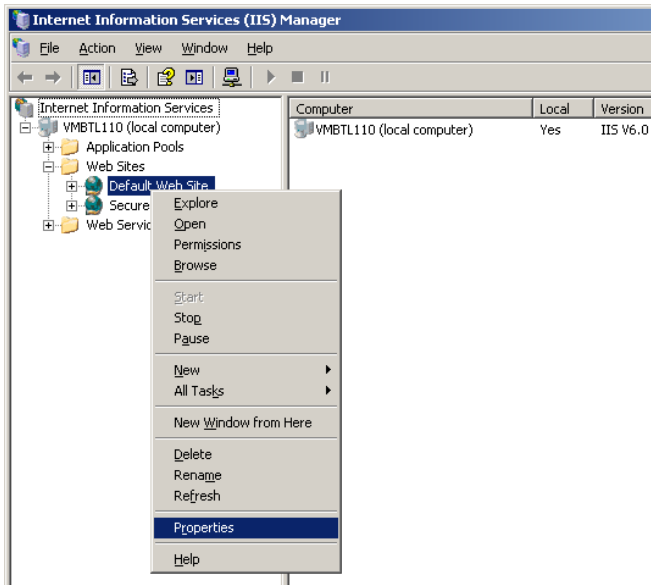 Internet Information Services (IIS) Manager
File Action View Window Help
Internet Information Services
VMBTL110 (local computer)
Application Pools
Web Sites
Default Web Site
Secure
Web Servic
Computer Local Version
VMBTL110 (local computer) Yes IIS V6.0
Explore
Open
Permissions
Browse
Start
Stop
Pause
New
All Tasks
New Window from Here
Delete
Rename
Refresh
Properties
Help